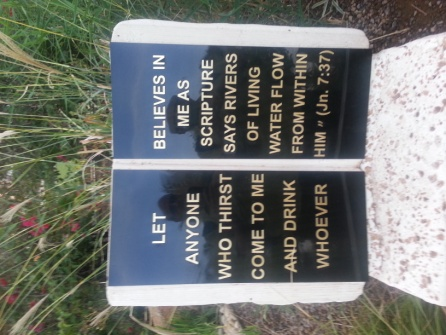 LET
ANYONE
WHO THIRST
COME TO ME
AND DRINK
WHOEVER
BELIEVES IN
ME AS
SCRIPTURE
SAYS RIVERS
OF LIVING
WATER FLOW
FROM WITHIN
HIM " (Jn. 7:37)